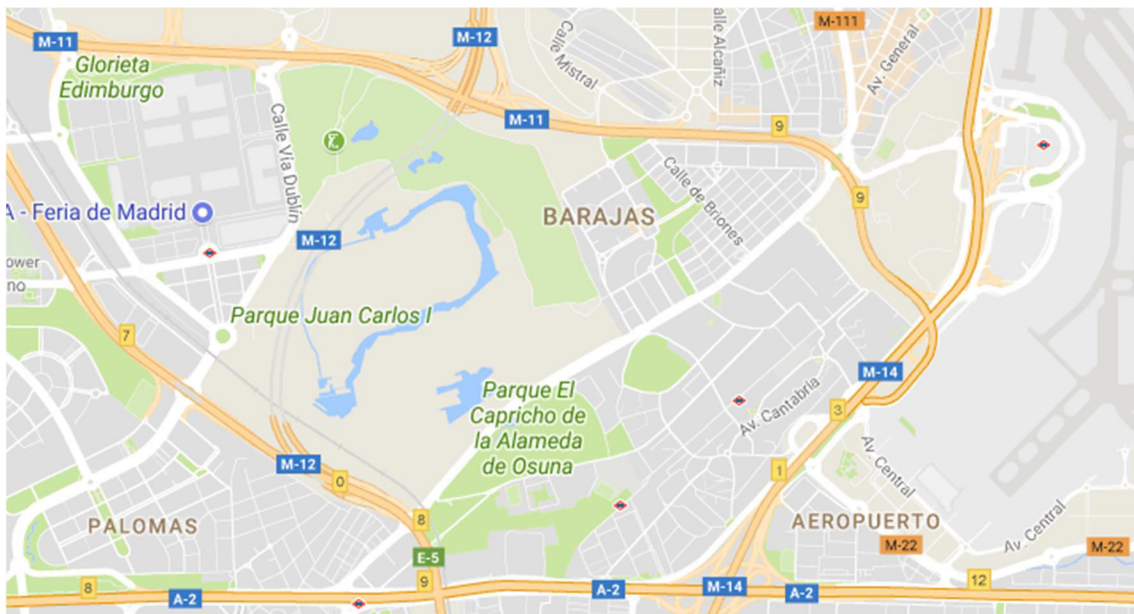 M-11
M-12
M-111
Glorieta
Edimburgo
Calle Mistral
alle Alcañiz
Av. General
M-11
9
Calle Vía Dublín
Calle de Briones
9
A - Feria de Madrid
BARAJAS
M-12
ower
no
Parque Juan Carlos I
7
M-14
Parque El
Capricho de
la Alameda
de Osuna
Av. Cantabria
3
M-12
0
1
Av. Central
8
PALOMAS
AEROPUERTO
Av. Central
M-22
M-22
E-5
8
A-2
9
A-2
M-14
A-2
12